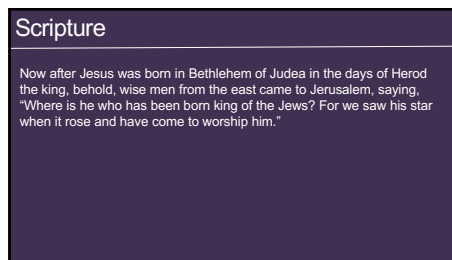 Scripture
Now after Jesus was born in Bethlehem of Judea in the days of Herod
the king, behold, wise men from the east came to Jerusalem, saying,
“Where is he who has been born king of the Jews? For we saw his star
when it rose and have come to worship him.”